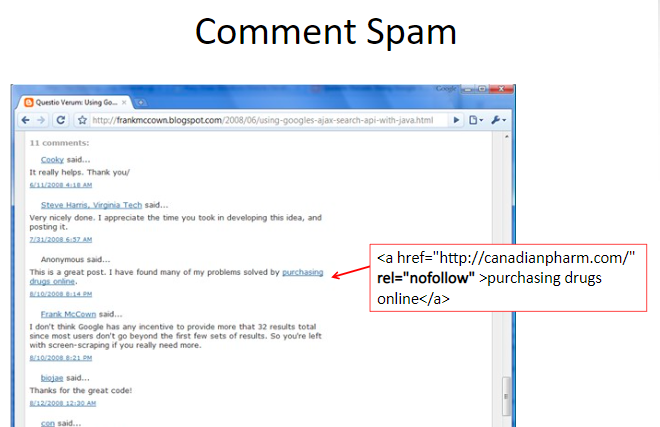 Comment Spam
Google
Questio Verum: Using Go...
http://frankmccown.blogspot.com/2008/06/using-googles-ajax-search-api-with-java.html
11 comments:
Cooky said...
It really helps. Thank you/
6/11/2008 4:18 AM
Steve Harris, Virginia Tech said...
Very nicely done. I appreciate the time you took in developing this idea, and
posting it.
7/31/2008 6:37 AM
Anonymous said...
This is a great post. I have found many of my problems solved by purchasing
drugs online.
8/10/2008 8:14 PM
<a href="http://canadianpharm.com/"
rel="nofollow" >purchasing drugs
online</a>
Frank McCown said...
I don't think Google has any incentive to provide more that 32 results total
since most users don't go beyond the first few sets of results. So you're left
with screen-scraping if you really need more.
8/10/2008 8:21 PM
biojae said...
Thanks for the great code!
8/12/2008 12:30 AM
con said...